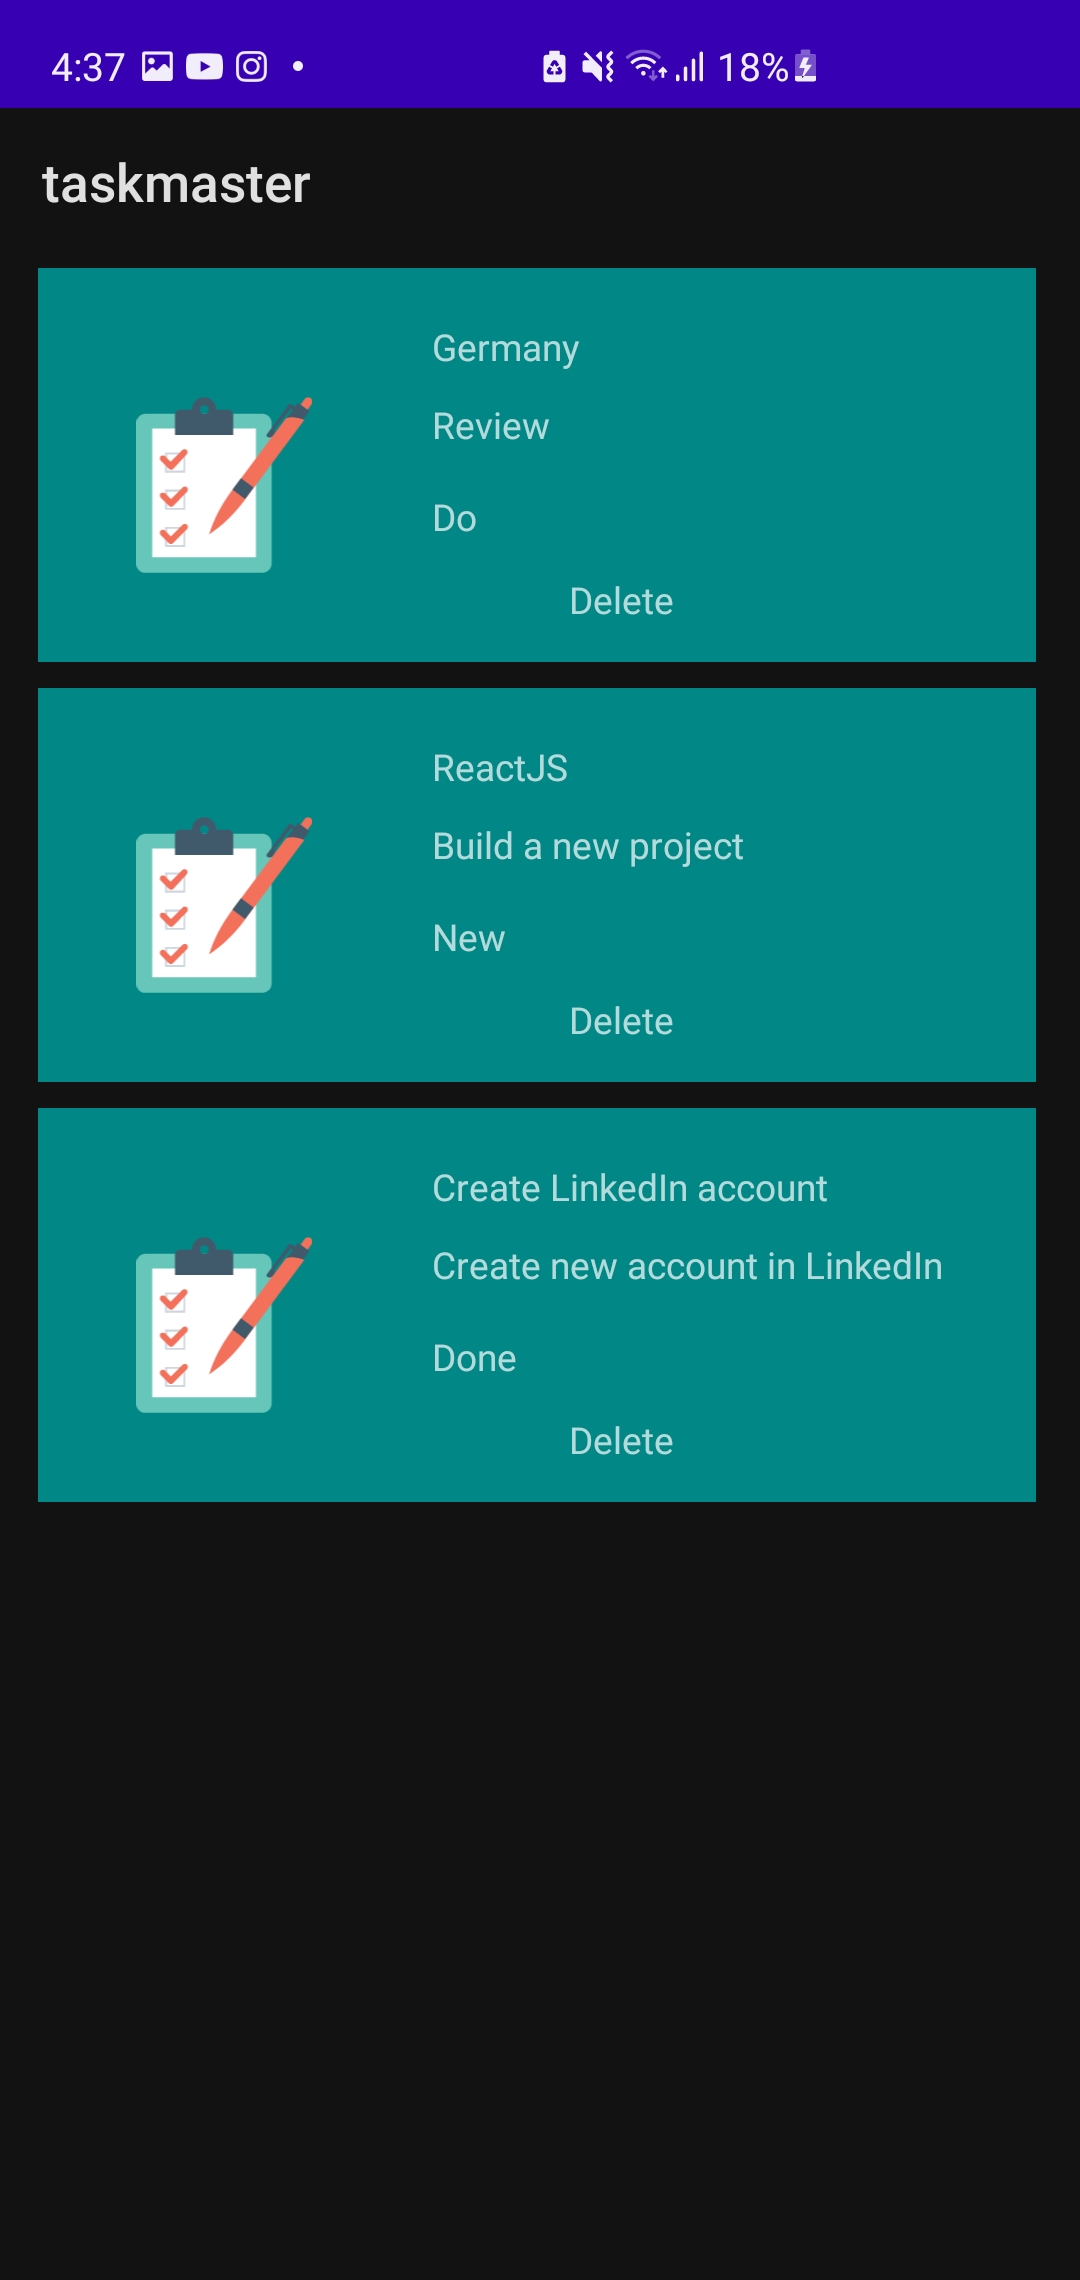 4:37 18%
taskmaster
Germany
Review
Do
Delete
ReactJS
Build a new project
New
Delete
Create LinkedIn account
Create new account in LinkedIn
Done
Delete